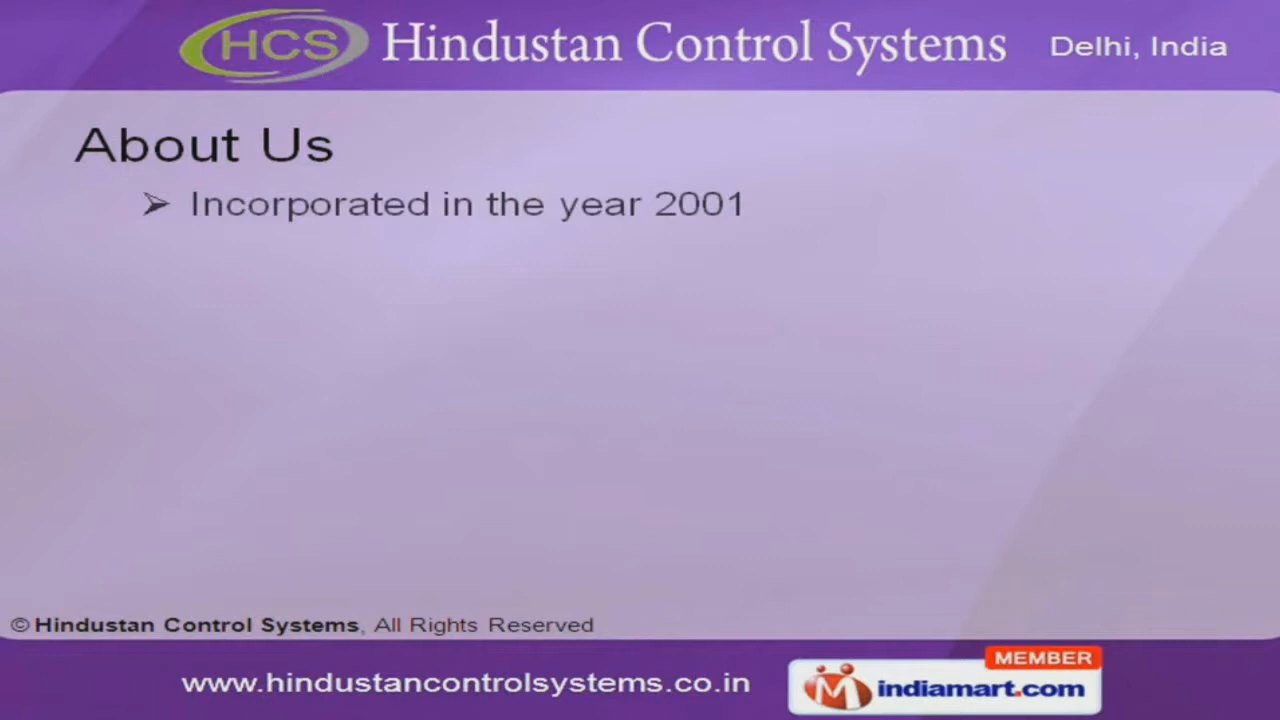 HCS Hindustan Control Systems Delhi, India
About Us
➢ Incorporated in the year 2001
© Hindustan Control Systems, All Rights Reserved
www.hindustancontrolsystems.co.in
MEMBER
indiamart.com